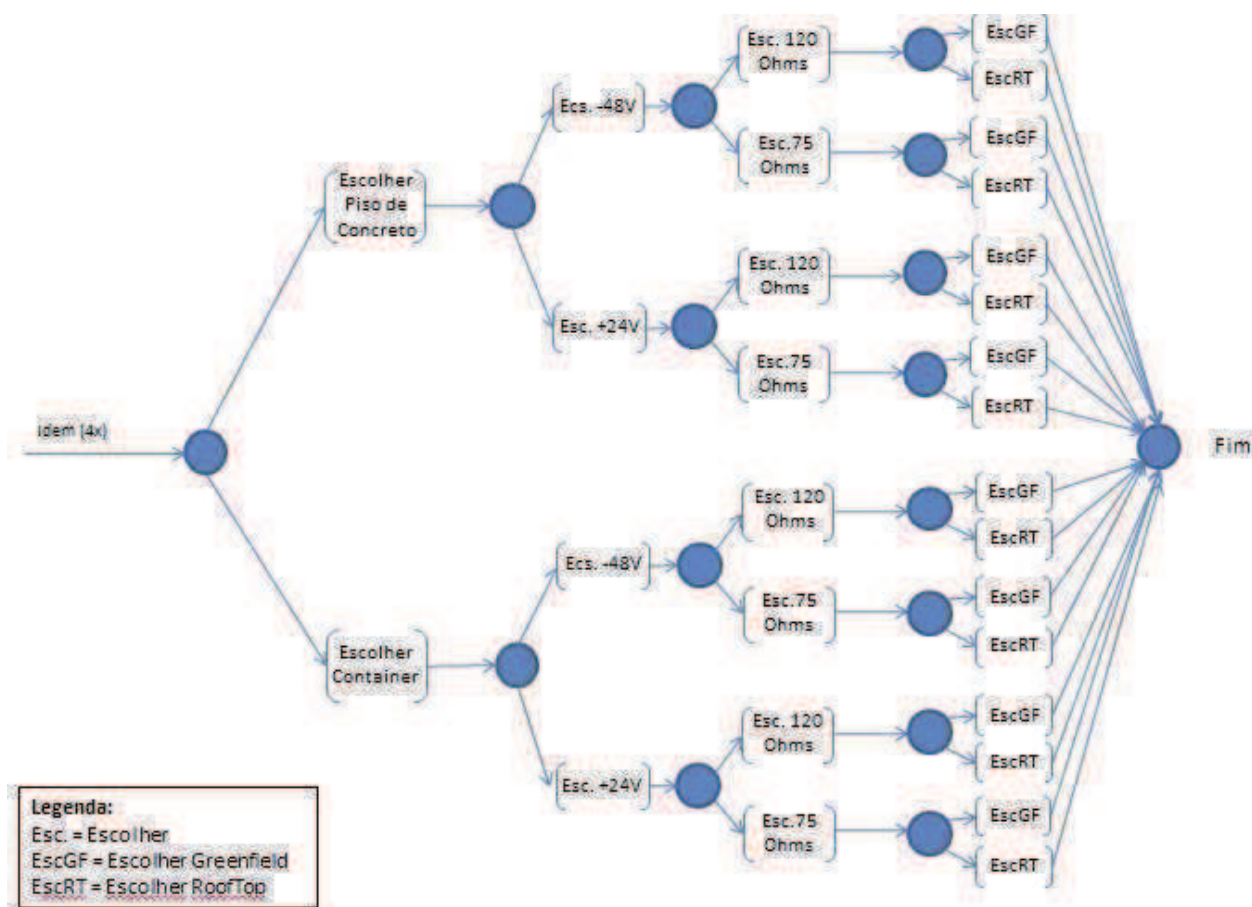 idem (4x)
Escolher
Piso de
Concreto
Escolher
Container
Ecs. -48V
Esc. +24V
Ecs. -48V
Esc. +24V
Esc. 120
Ohms
Esc.75
Ohms
Esc. 120
Ohms
Esc.75
Ohms
Esc. 120
Ohms
Esc.75
Ohms
Esc. 120
Ohms
Esc.75
Ohms
EscGF
EscRT
EscGF
EscRT
EscGF
EscRT
EscGF
EscRT
EscGF
EscRT
EscGF
EscRT
EscGF
EscRT
EscGF
EscRT
Fim
Legenda:
Esc. = Escolher
EscGF = Escolher Greenfield
EscRT = Escolher RoofTop